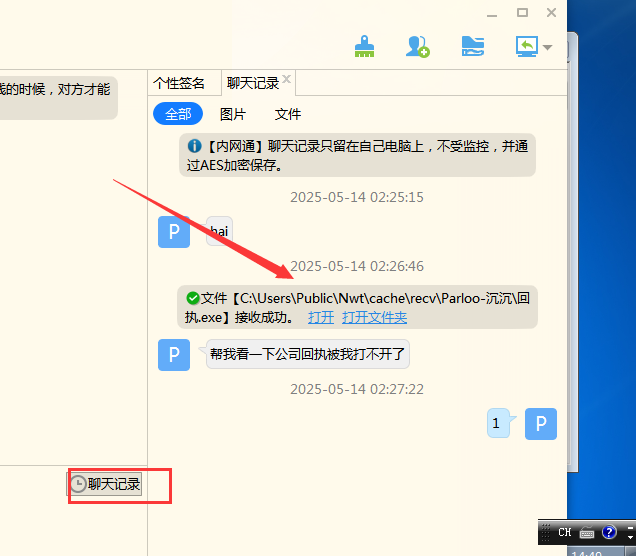 个性签名
聊天记录
浅的时候，对方才能
全部
图片
文件
【内网通】聊天记录只留在自己电脑上，不受监控，并通
过AES加密保存。
2025-05-14 02:25:15
P
hai
2025-05-14 02:26:46
文件【C:\Users\Public\Nwt\cache\recv\Parloo-沉沉\回
执.exe】接收成功。 打开 打开文件夹
P
帮我看一下公司回执被我打不开了
2025-05-14 02:27:22
1
P
聊天记录
CH